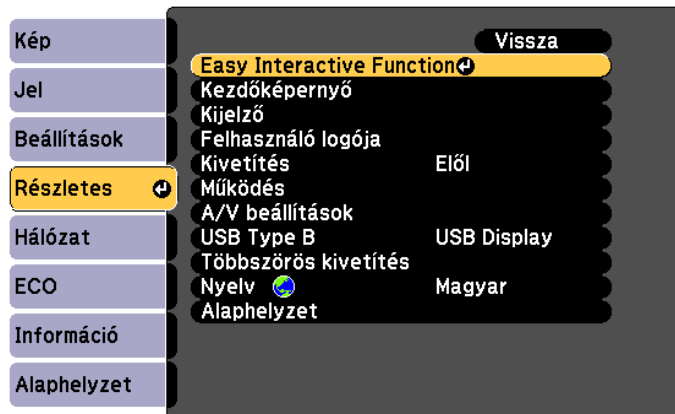 Kép
Jel
Beállítások
Részletes
Hálózat
ECO
Információ
Alaphelyzet
Vissza
Easy Interactive Function
Kezdőképernyő
Kijelző
Felhasználó logója
Kivetítés Elől
Működés
A/V beállítások
USB Type B USB Display
Többszörös kivetítés
Nyelv Magyar
Alaphelyzet